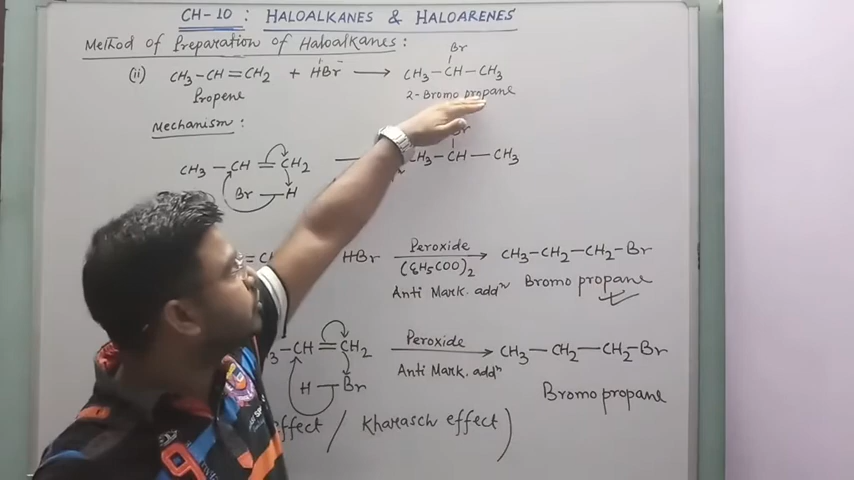 CH-10 : HALOALKANES & HALOARENES
Method of Preparation of Haloalkanes :
Br
(ii) CH3-CH=CH2 + HBr → CH3-CH-CH3
Propene 2-Bromo propane
Mechanism :
CH3-CH=CH2 → CH3-CH-CH3
Br-H
HBr Peroxide → CH3-CH2-CH2-Br
(C6H5COO)2
Anti Mark. addn Bromo propane
CH=CH2 Peroxide → CH3-CH2-CH2-Br
H-Br Anti Mark. addn
Bromo propane
effect / Kharasch effect)
9